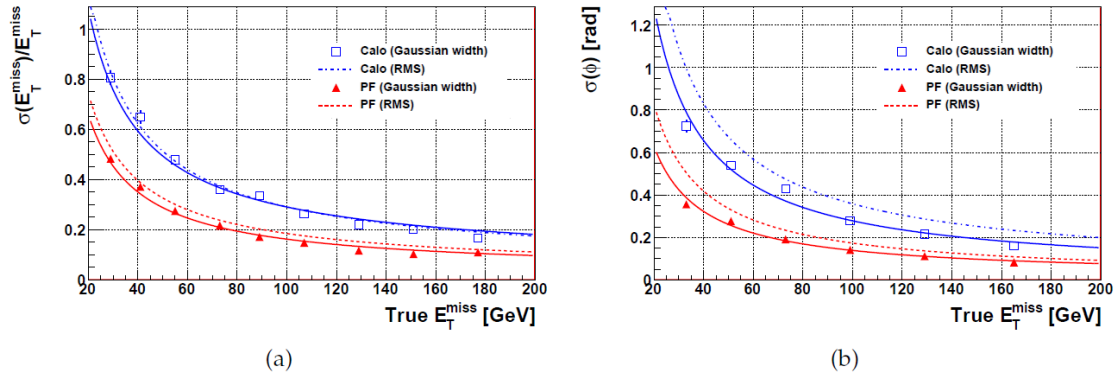 σ(E_T^miss)/E_T^miss
1
0.8
0.6
0.4
0.2
0
Calo (Gaussian width)
Calo (RMS)
PF (Gaussian width)
PF (RMS)
20 40 60 80 100 120 140 160 180 200
True E_T^miss [GeV]
(a)
σ(ϕ) [rad]
1.2
1
0.8
0.6
0.4
0.2
0
Calo (Gaussian width)
Calo (RMS)
PF (Gaussian width)
PF (RMS)
20 40 60 80 100 120 140 160 180 200
True E_T^miss [GeV]
(b)